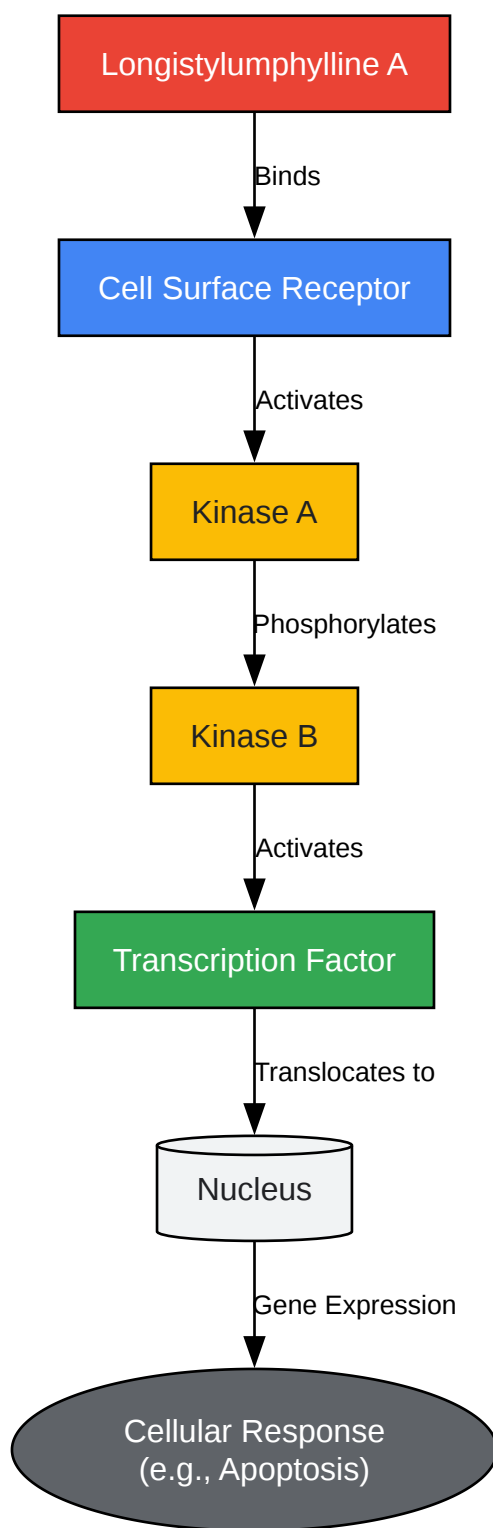 Longistylumphylline A
Binds
Cell Surface Receptor
Activates
Kinase A
Phosphorylates
Kinase B
Activates
Transcription Factor
Translocates to
Nucleus
Gene Expression
Cellular Response
(e.g., Apoptosis)